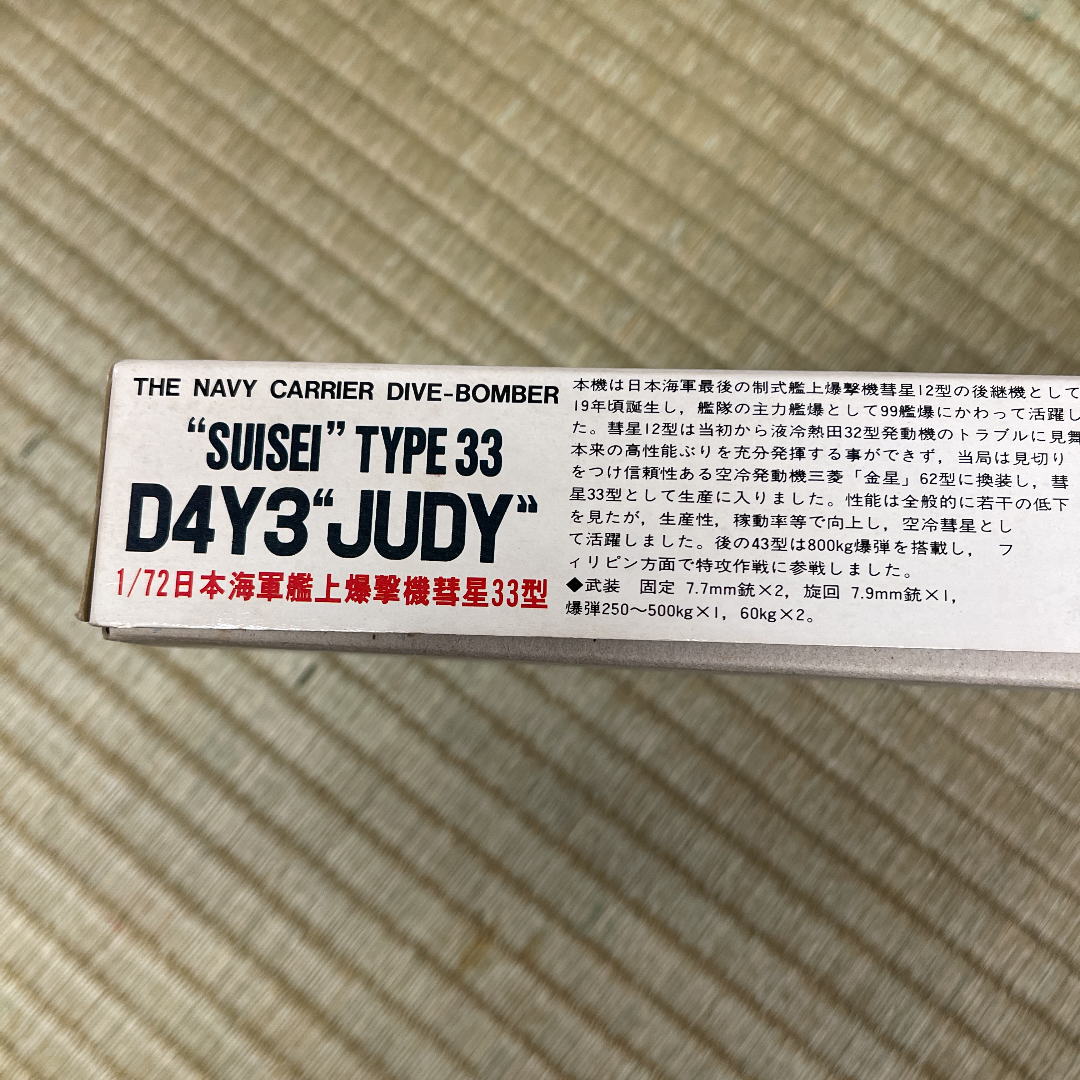 THE NAVY CARRIER DIVE-BOMBER
“SUISEI” TYPE 33
D4Y3“JUDY”
1/72日本海軍艦上爆撃機彗星33型
本機は日本海軍最後の制式艦上爆撃機彗星12型の後継機として
19年頃誕生し，艦隊の主力艦爆として99艦爆にかわって活躍し
た。彗星12型は当初から液冷熱田32型発動機のトラブルに見舞
本来の高性能ぶりを充分発揮する事ができず，当局は見切り
をつけ信頼性ある空冷発動機三菱「金星」62型に換装し，彗
星33型として生産に入りました。性能は全般的に若干の低下
を見たが，生産性，稼動率等で向上し，空冷彗星とし
て活躍しました。後の43型は800kg爆弾を搭載し，　フ
ィリピン方面で特攻作戦に参戦しました。
◆武装　固定 7.7mm銃×2，旋回 7.9mm銃×1，
爆弾250〜500kg×1，60kg×2。